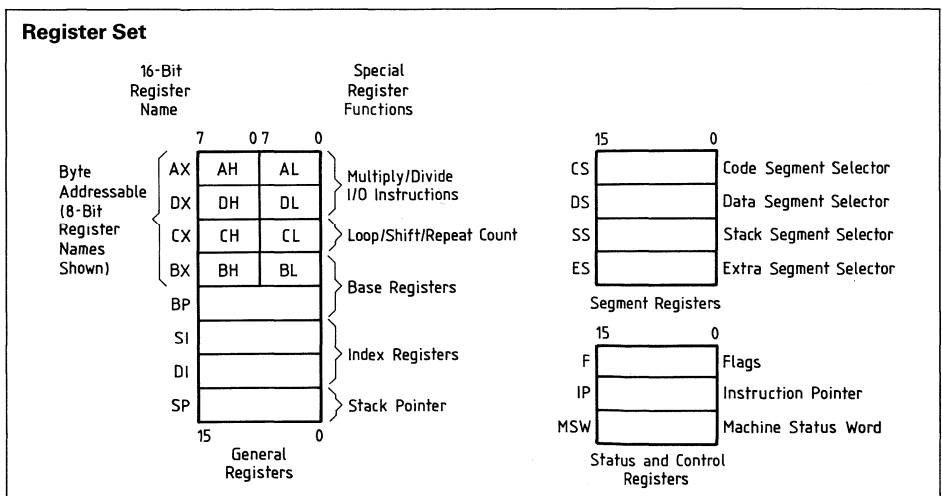 Register Set
16-Bit
Register
Name
Special
Register
Functions
7 0 7 0
Byte
Addressable
(8-Bit
Register
Names
Shown)
AX AH AL
DX DH DL
CX CH CL
BX BH BL
BP
SI
DI
SP
15 0
General
Registers
Multiply/Divide
I/O Instructions
Loop/Shift/Repeat Count
Base Registers
Index Registers
Stack Pointer
15 0
CS Code Segment Selector
DS Data Segment Selector
SS Stack Segment Selector
ES Extra Segment Selector
Segment Registers
15 0
F Flags
IP Instruction Pointer
MSW Machine Status Word
Status and Control
Registers